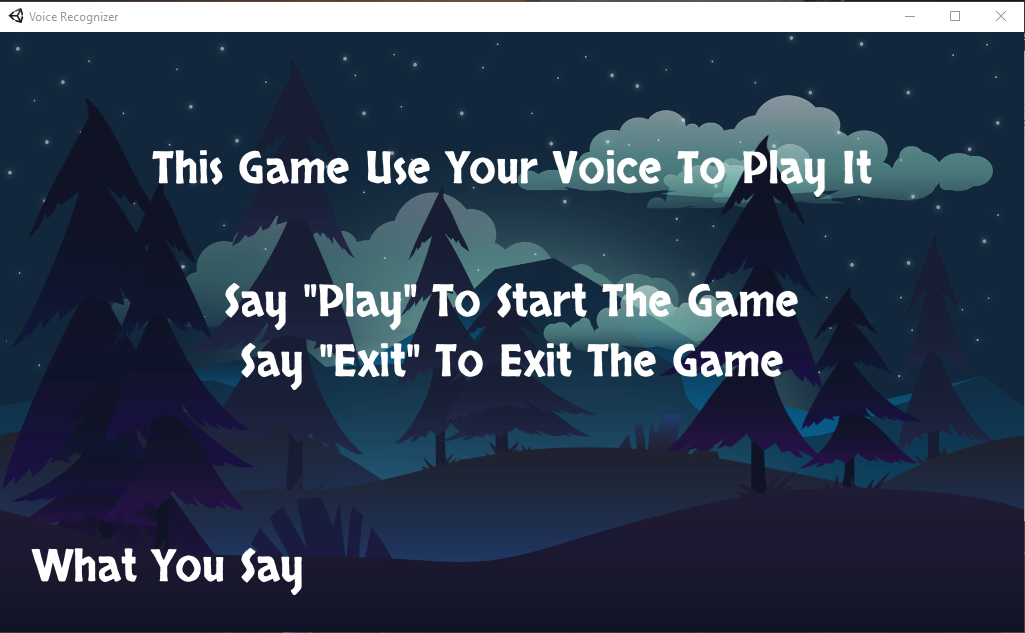 Voice Recognizer
This Game Use Your Voice To Play It
Say "Play" To Start The Game
Say "Exit" To Exit The Game
What You Say